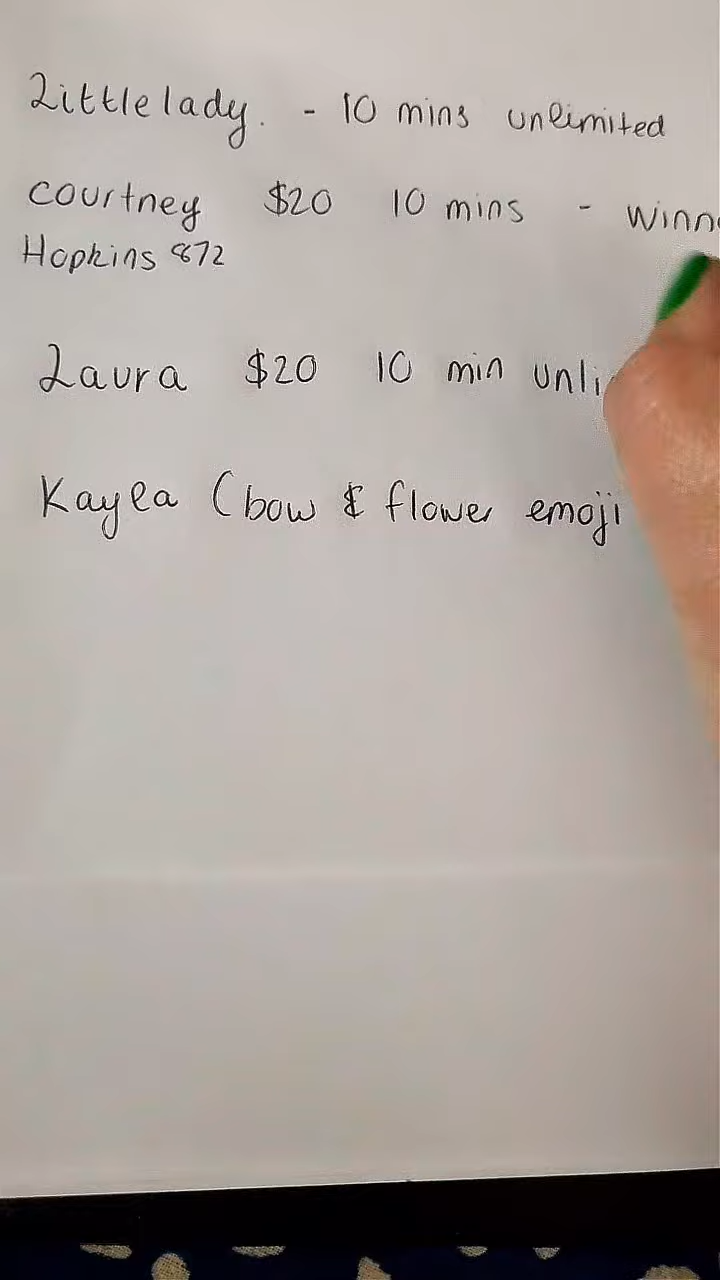 Littlelady. - 10 mins unlimited
Courtney $20 10 mins - Winn
Hopkins 872
Laura $20 10 min unli
Kayla (bow & flower emoji